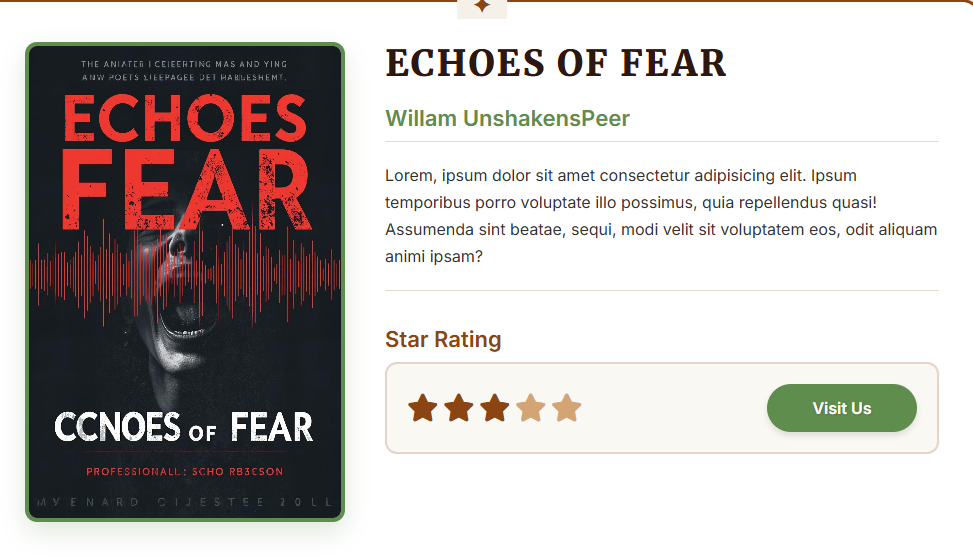 THE ANIATER I CEIEERTING MAS AND YING
ANW POETS SIEEPAGEE DET HABLESHEMT.
ECHOES
FEAR
CCNOES OF FEAR
PROFESSIONALL: SCHO RB3CSON
MYENARD CIJESTEE 2OLL
ECHOES OF FEAR
Willam UnshakensPeer
Lorem, ipsum dolor sit amet consectetur adipisicing elit. Ipsum
temporibus porro voluptate illo possimus, quia repellendus quasi!
Assumenda sint beatae, sequi, modi velit sit voluptatem eos, odit aliquam
animi ipsam?
Star Rating
Visit Us